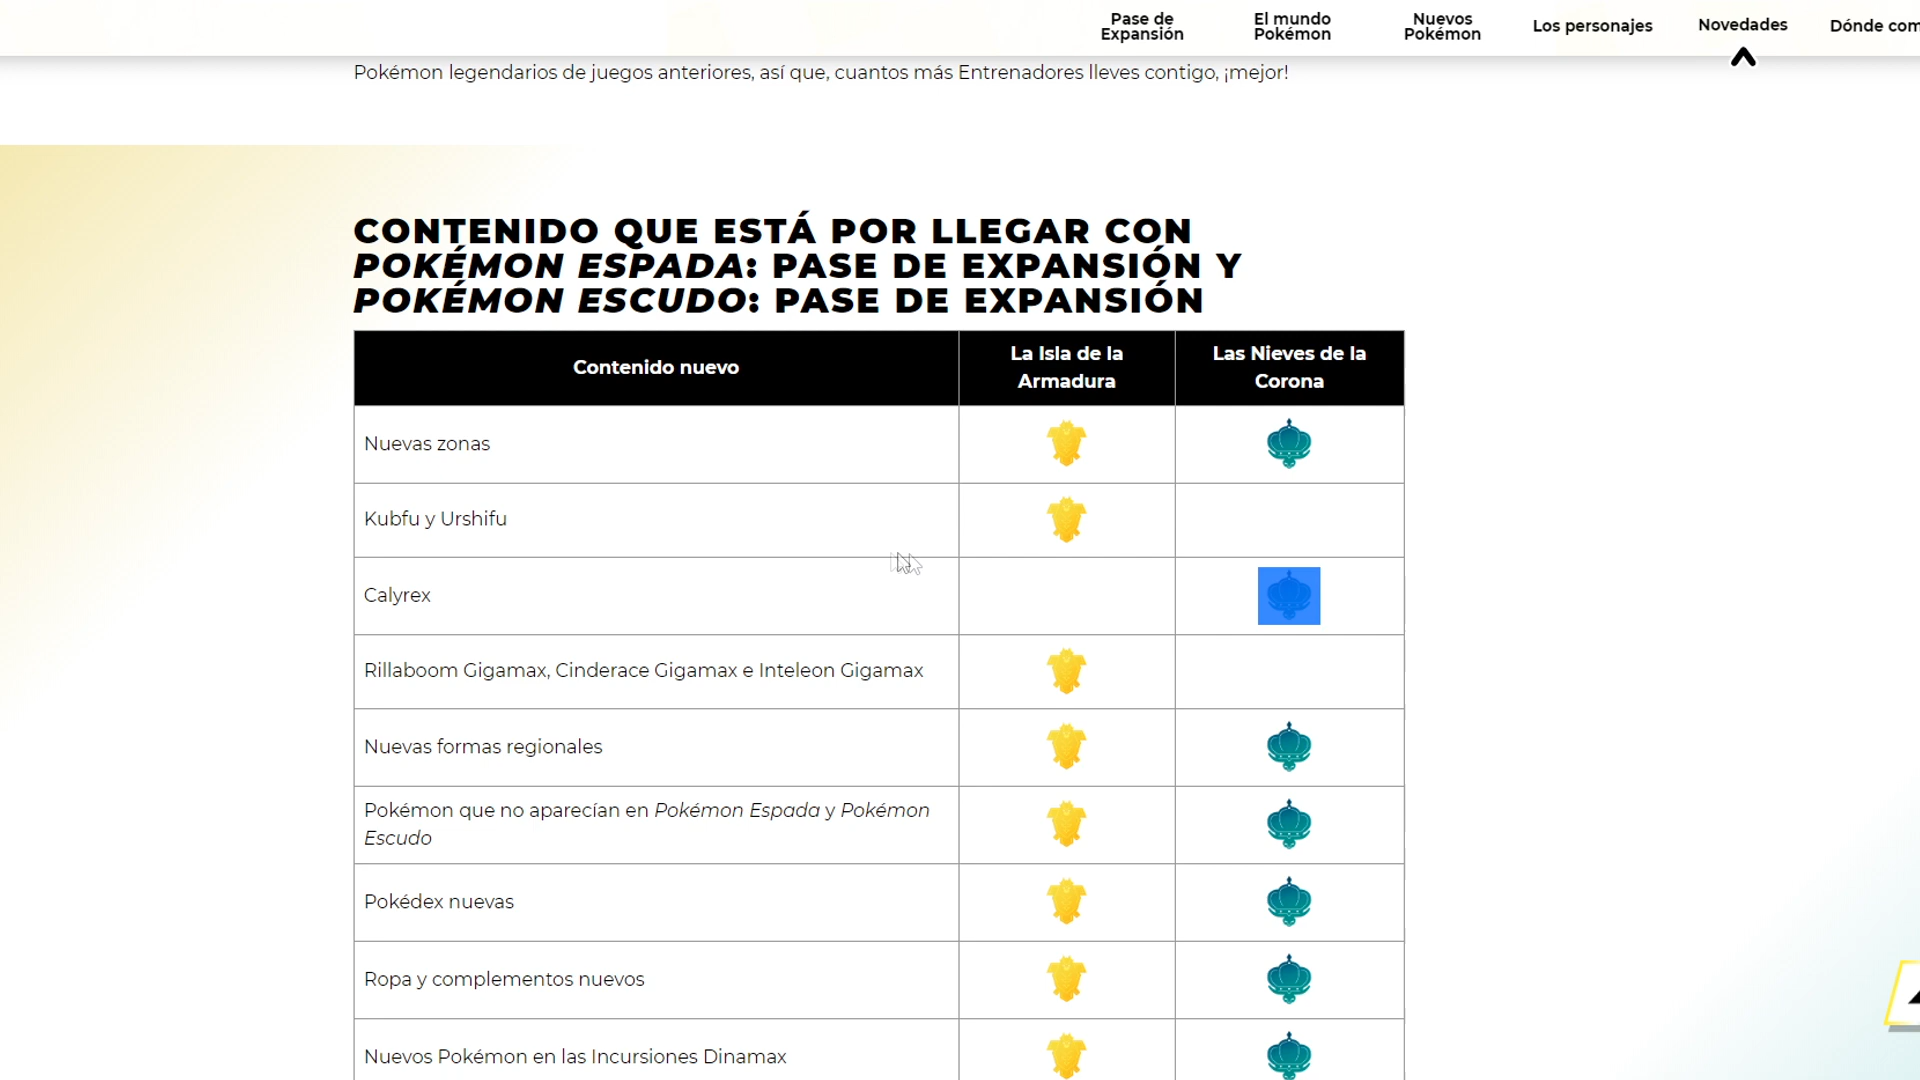 Pase de
Expansión
El mundo
Pokémon
Nuevos
Pokémon
Los personajes
Novedades
Dónde com
Pokémon legendarios de juegos anteriores, así que, cuantos más Entrenadores lleves contigo, ¡mejor!
CONTENIDO QUE ESTÁ POR LLEGAR CON
POKÉMON ESPADA: PASE DE EXPANSIÓN Y
POKÉMON ESCUDO: PASE DE EXPANSIÓN
Contenido nuevo
La Isla de la
Armadura
Las Nieves de la
Corona
Nuevas zonas
Kubfu y Urshifu
Calyrex
Rillaboom Gigamax, Cinderace Gigamax e Inteleon Gigamax
Nuevas formas regionales
Pokémon que no aparecían en Pokémon Espada y Pokémon
Escudo
Pokédex nuevas
Ropa y complementos nuevos
Nuevos Pokémon en las Incursiones Dinamax